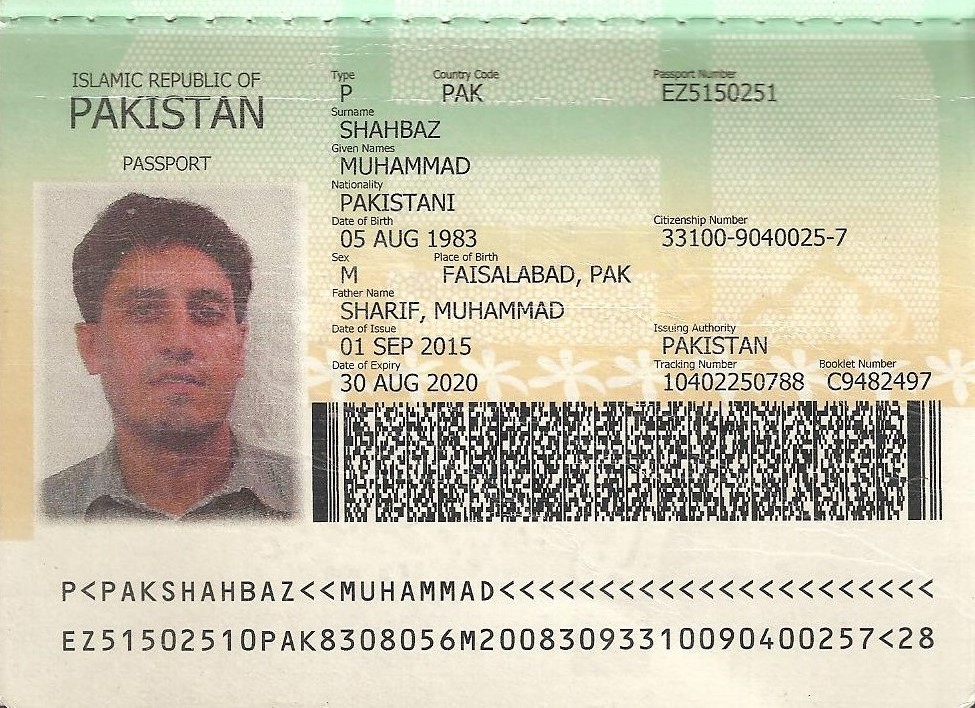 ISLAMIC REPUBLIC OF
PAKISTAN
PASSPORT
Type Country Code Passport Number
P PAK EZ5150251
Surname
SHAHBAZ
Given Names
MUHAMMAD
Nationality
PAKISTANI
Date of Birth Citizenship Number
05 AUG 1983 33100-9040025-7
Sex Place of Birth
M FAISALABAD, PAK
Father Name
SHARIF, MUHAMMAD
Date of Issue Issuing Authority
01 SEP 2015 PAKISTAN
Date of Expiry Tracking Number Booklet Number
30 AUG 2020 10402250788 C9482497
P<PAKSHAHBAZ<<MUHAMMAD<<<<<<<<<<<<<<<<<<<<<<
EZ51502510PAK8308056M20083093310090400257<28